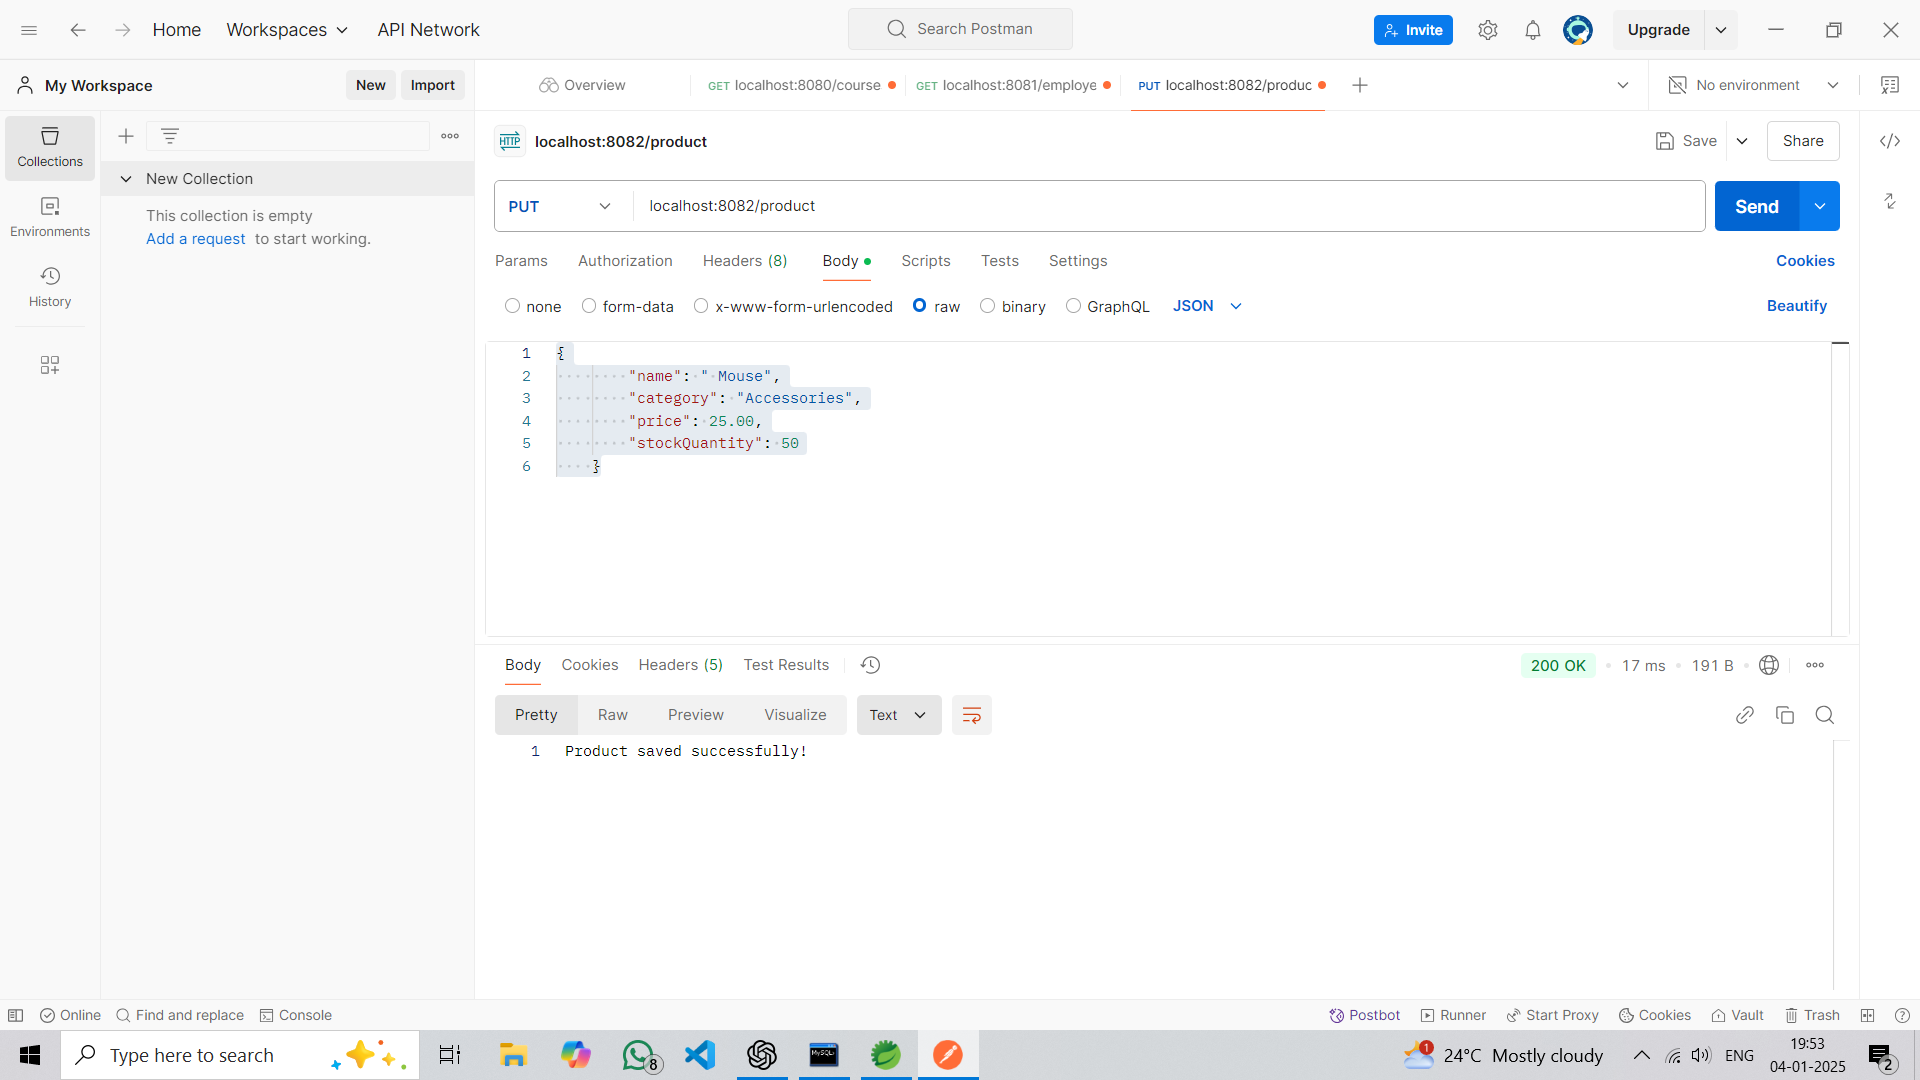 Home Workspaces API Network Search Postman Invite Upgrade
My Workspace New Import Overview GET localhost:8080/course GET localhost:8081/employe PUT localhost:8082/produc No environment
Collections
New Collection
This collection is empty
Add a request to start working.
Environments
History
HTTP localhost:8082/product Save Share
PUT localhost:8082/product Send
Params Authorization Headers (8) Body Scripts Tests Settings Cookies
none form-data x-www-form-urlencoded raw binary GraphQL JSON Beautify
1 {
2 "name": " Mouse",
3 "category": "Accessories",
4 "price": 25.00,
5 "stockQuantity": 50
6 }
Body Cookies Headers (5) Test Results 200 OK 17 ms 191 B
Pretty Raw Preview Visualize Text
1 Product saved successfully!
Online Find and replace Console Postbot Runner Start Proxy Cookies Vault Trash
Type here to search 8 1 24°C Mostly cloudy ENG 19:53
04-01-2025 2